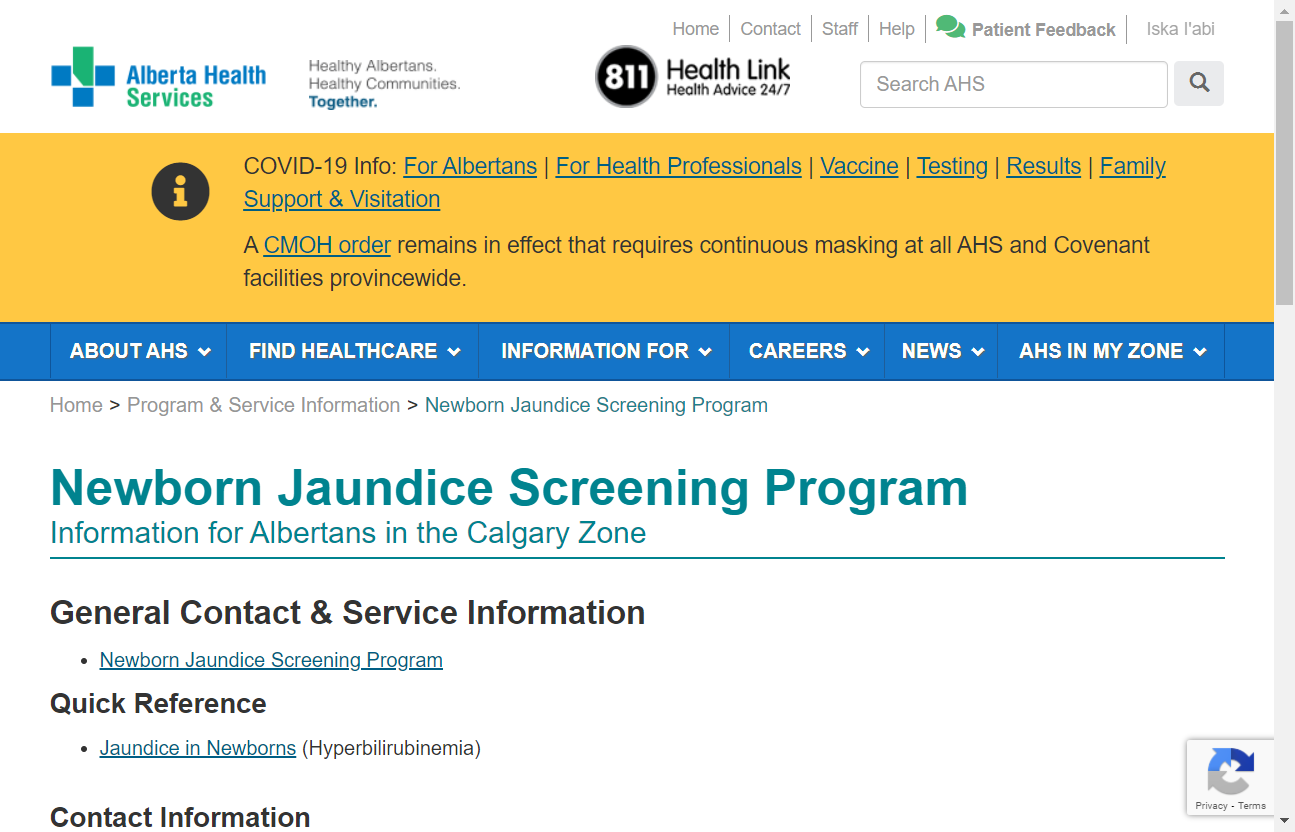 Home Contact Staff Help Patient Feedback Iska I'abi
Alberta Health
Services
Healthy Albertans.
Healthy Communities.
Together.
811 Health Link
Health Advice 24/7
Search AHS
COVID-19 Info: For Albertans | For Health Professionals | Vaccine | Testing | Results | Family
Support & Visitation
A CMOH order remains in effect that requires continuous masking at all AHS and Covenant
facilities provincewide.
ABOUT AHS FIND HEALTHCARE INFORMATION FOR CAREERS NEWS AHS IN MY ZONE
Home > Program & Service Information > Newborn Jaundice Screening Program
Newborn Jaundice Screening Program
Information for Albertans in the Calgary Zone
General Contact & Service Information
• Newborn Jaundice Screening Program
Quick Reference
• Jaundice in Newborns (Hyperbilirubinemia)
Contact Information
Privacy - Terms